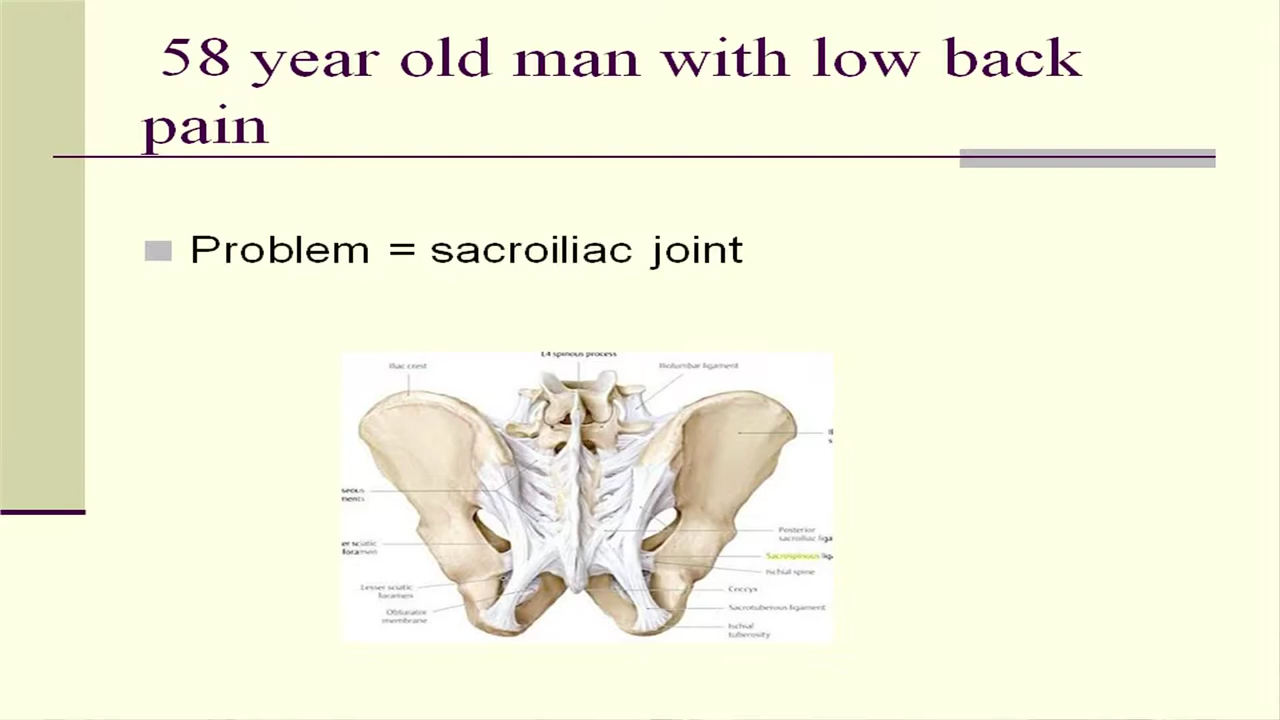 58 year old man with low back
pain
Problem = sacroiliac joint
L4 spinous process
Iliac crest
Iliolumbar ligament
Posterior
sacroiliac liga
Sacrospinous lig
Ischial spine
foramen
Lesser sciatic
foramen
Coccyx
Sacrotuberous ligament
Obturator
membrane
Ischial
tuberosity